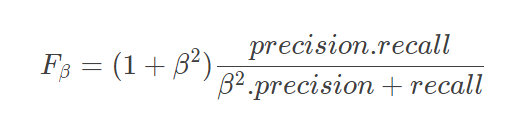 F_β = (1 + β²) precision.recall / β².precision + recall